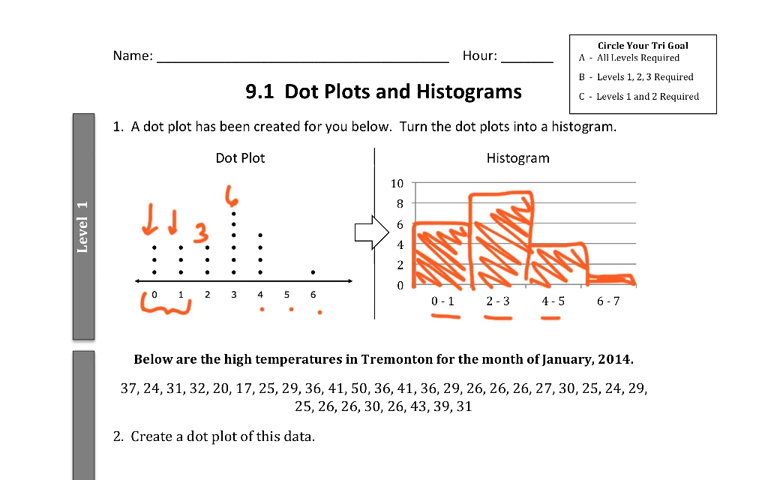 Name: ____ Hour: ____
Circle Your Tri Goal
A - All Levels Required
B - Levels 1, 2, 3 Required
C - Levels 1 and 2 Required
9.1 Dot Plots and Histograms
Level 1
1. A dot plot has been created for you below. Turn the dot plots into a histogram.
Dot Plot
6
3
0 1 2 3 4 5 6
Histogram
10
8
6
4
2
0
0 - 1 2 - 3 4 - 5 6 - 7
Below are the high temperatures in Tremonton for the month of January, 2014.
37, 24, 31, 32, 20, 17, 25, 29, 36, 41, 50, 36, 41, 36, 29, 26, 26, 26, 27, 30, 25, 24, 29,
25, 26, 26, 30, 26, 43, 39, 31
2. Create a dot plot of this data.